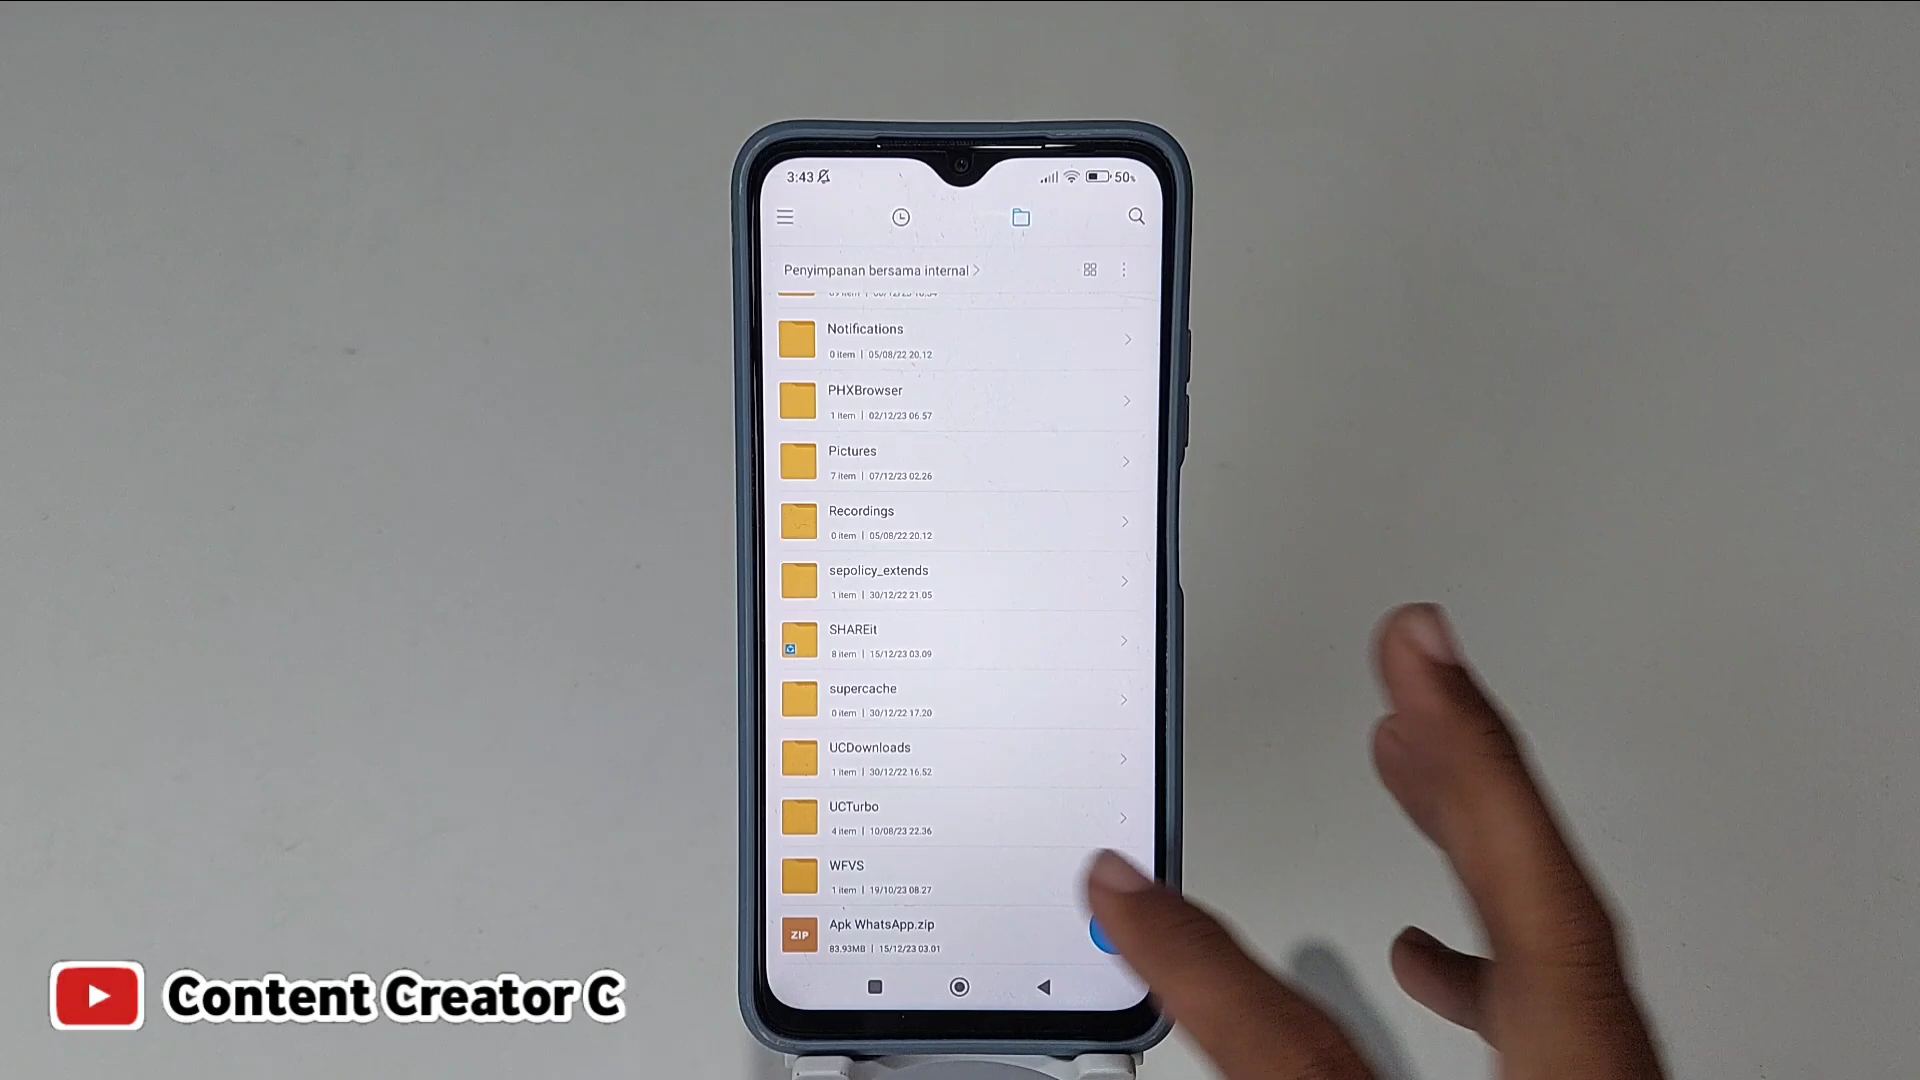 3:43 50%
Penyimpanan bersama internal
Notifications
0 item | 05/08/22 20.12
PHXBrowser
1 item | 02/12/23 06.57
Pictures
7 item | 07/12/23 02.26
Recordings
0 item | 05/08/22 20.12
sepolicy_extends
1 item | 30/12/22 21.05
SHAREit
8 item | 15/12/23 03.09
supercache
0 item | 30/12/22 17.20
UCDownloads
1 item | 30/12/22 16.52
UCTurbo
4 item | 10/08/23 22.36
WFVS
1 item | 19/10/23 08.27
ZIP
Apk WhatsApp.zip
83.93MB | 15/12/23 03.01
Content Creator C